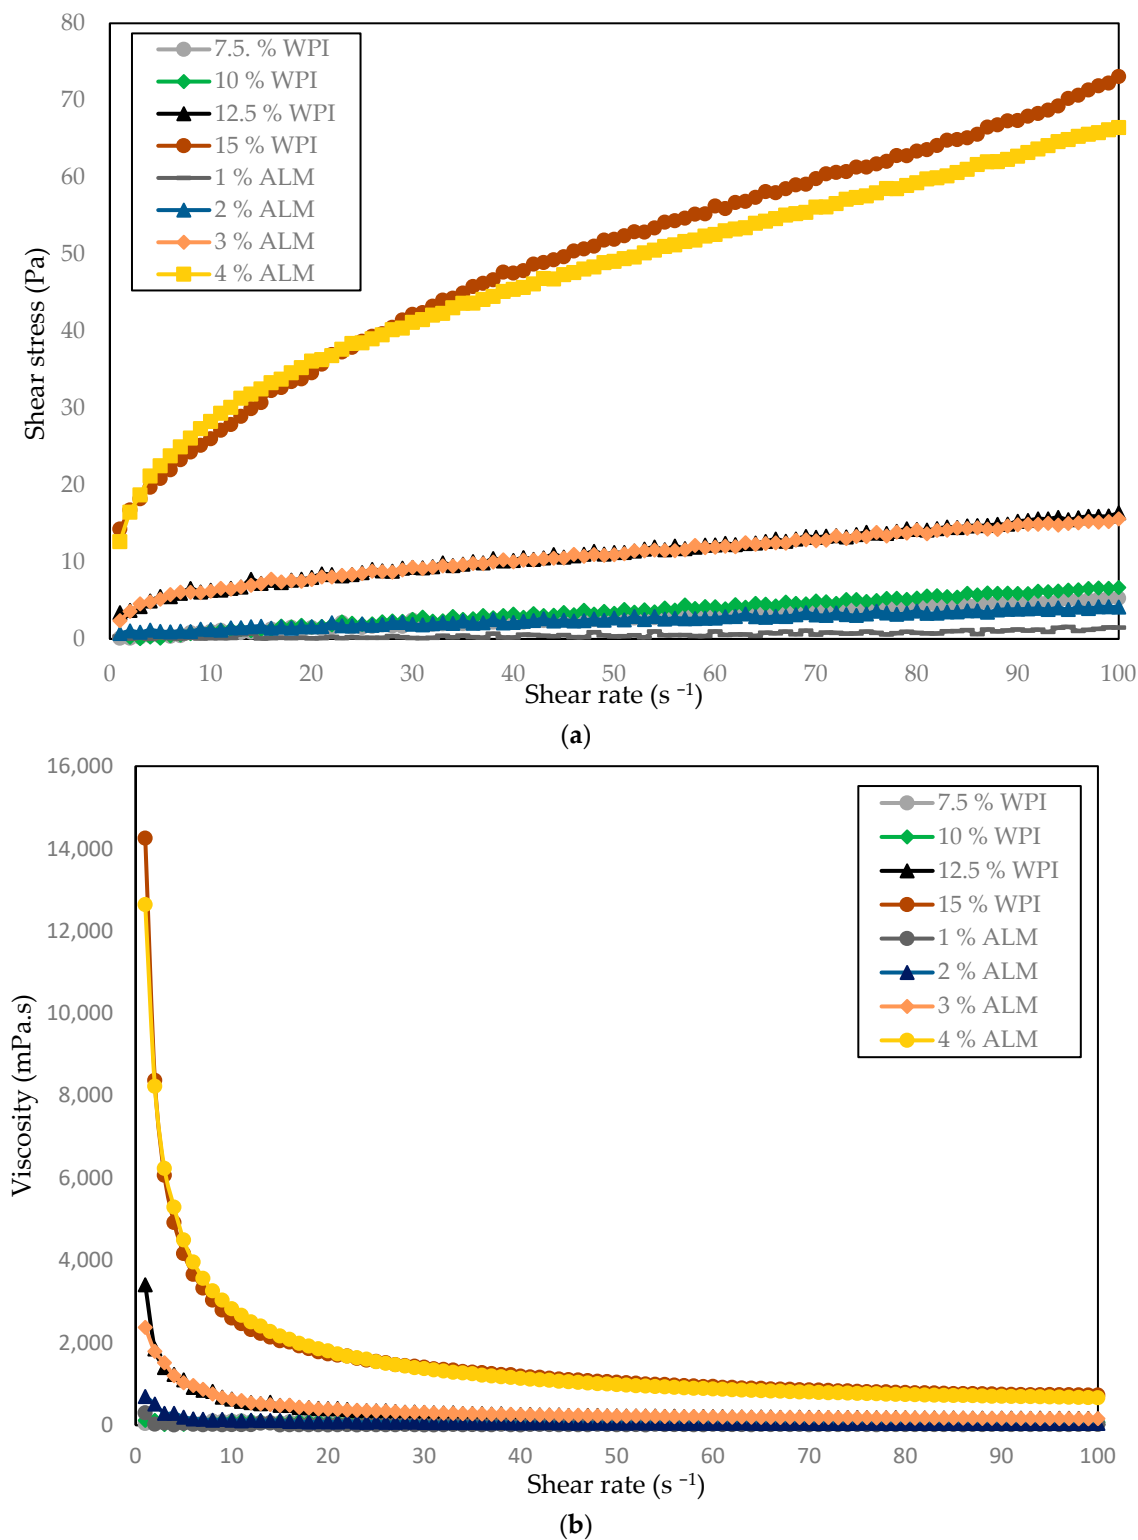 80
70
60
50
40
30
20
10
0
Shear stress (Pa)
7.5. % WPI
10 % WPI
12.5 % WPI
15 % WPI
1 % ALM
2 % ALM
3 % ALM
4 % ALM
0 10 20 30 40 50 60 70 80 90 100
Shear rate (s ⁻¹)
(a)
16,000
14,000
12,000
10,000
8,000
6,000
4,000
2,000
0
Viscosity (mPa.s)
7.5 % WPI
10 % WPI
12.5 % WPI
15 % WPI
1 % ALM
2 % ALM
3 % ALM
4 % ALM
0 10 20 30 40 50 60 70 80 90 100
Shear rate (s ⁻¹)
(b)